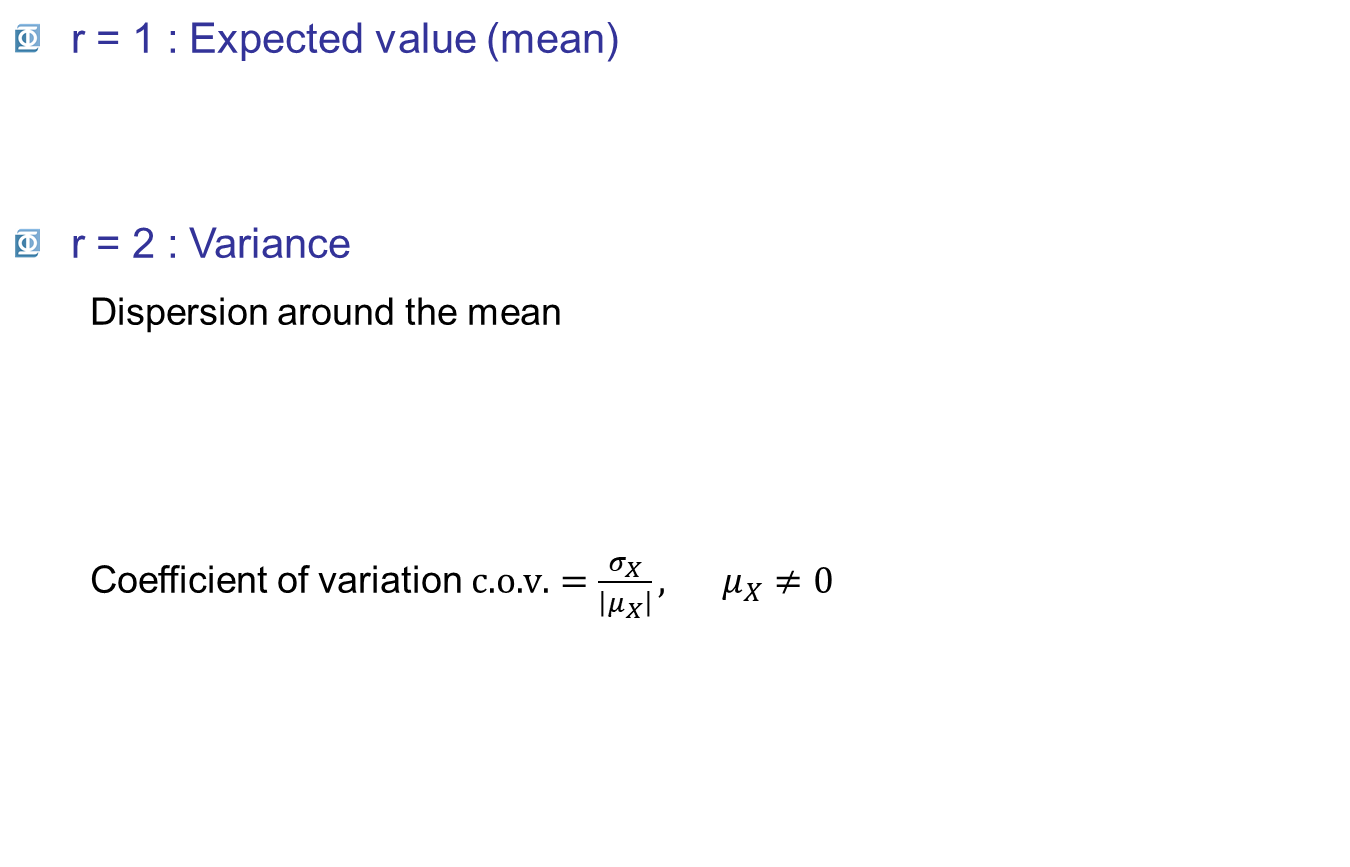 r = 1 : Expected value (mean)
r = 2 : Variance
Dispersion around the mean
Coefficient of variation c.o.v. = σ_X / |μ_X| ,   μ_X ≠ 0